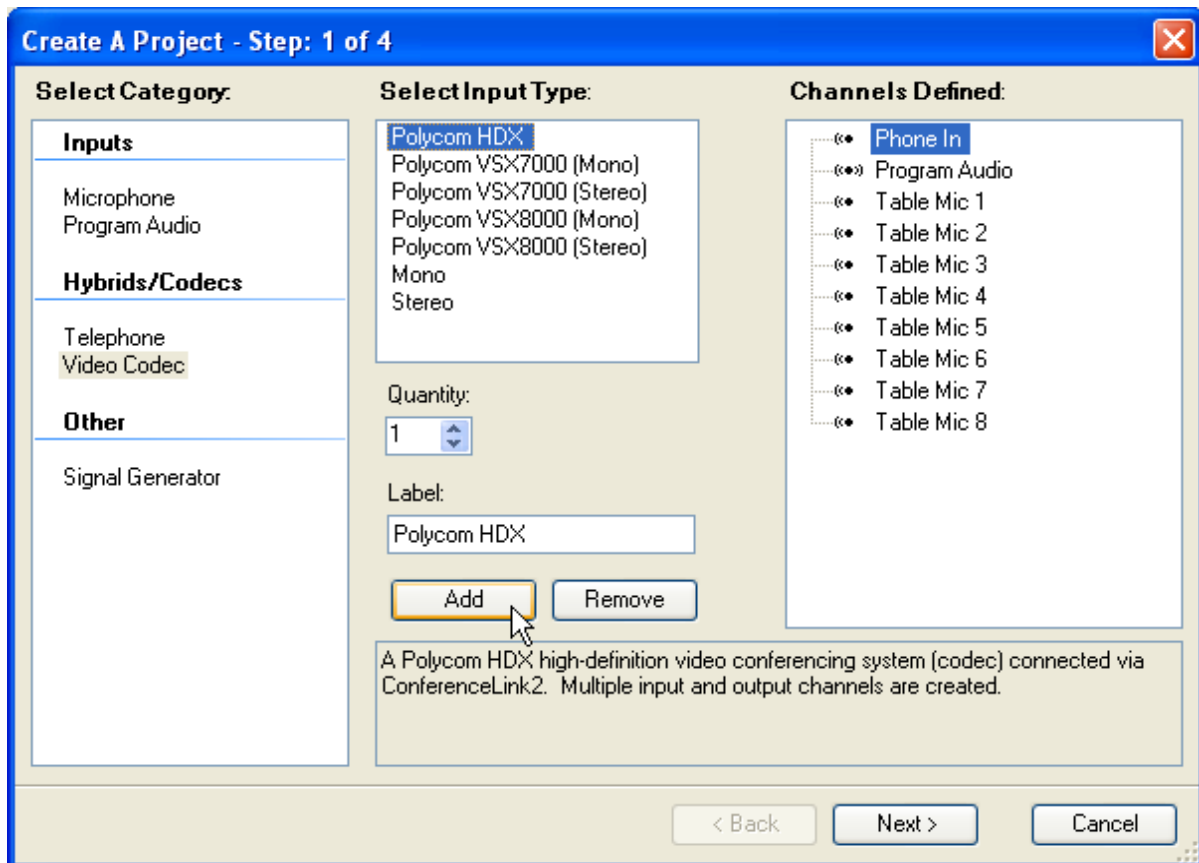 Create A Project - Step: 1 of 4
Select Category:
Inputs
Microphone
Program Audio
Hybrids/Codecs
Telephone
Video Codec
Other
Signal Generator
Select Input Type:
Polycom HDX
Polycom VSX7000 (Mono)
Polycom VSX7000 (Stereo)
Polycom VSX8000 (Mono)
Polycom VSX8000 (Stereo)
Mono
Stereo
Quantity:
1
Label:
Polycom HDX
Add
Remove
Channels Defined:
Phone In
Program Audio
Table Mic 1
Table Mic 2
Table Mic 3
Table Mic 4
Table Mic 5
Table Mic 6
Table Mic 7
Table Mic 8
A Polycom HDX high-definition video conferencing system (codec) connected via
ConferenceLink2. Multiple input and output channels are created.
< Back
Next >
Cancel